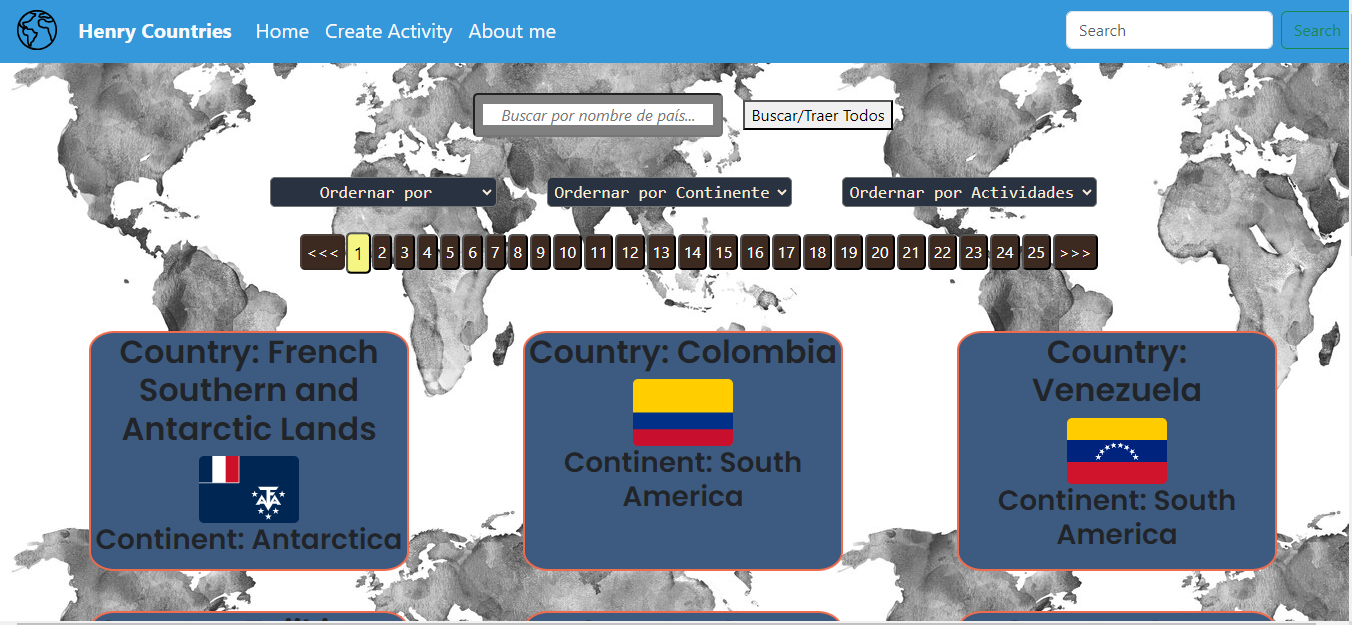 Henry Countries Home Create Activity About me Search Search
Buscar por nombre de país... Buscar/Traer Todos
Ordernar por Ordernar por Continente Ordernar por Actividades
<<< 1 2 3 4 5 6 7 8 9 10 11 12 13 14 15 16 17 18 19 20 21 22 23 24 25 >>>
Country: French
Southern and
Antarctic Lands
Continent: Antarctica
Country: Colombia
Continent: South
America
Country:
Venezuela
Continent: South
America